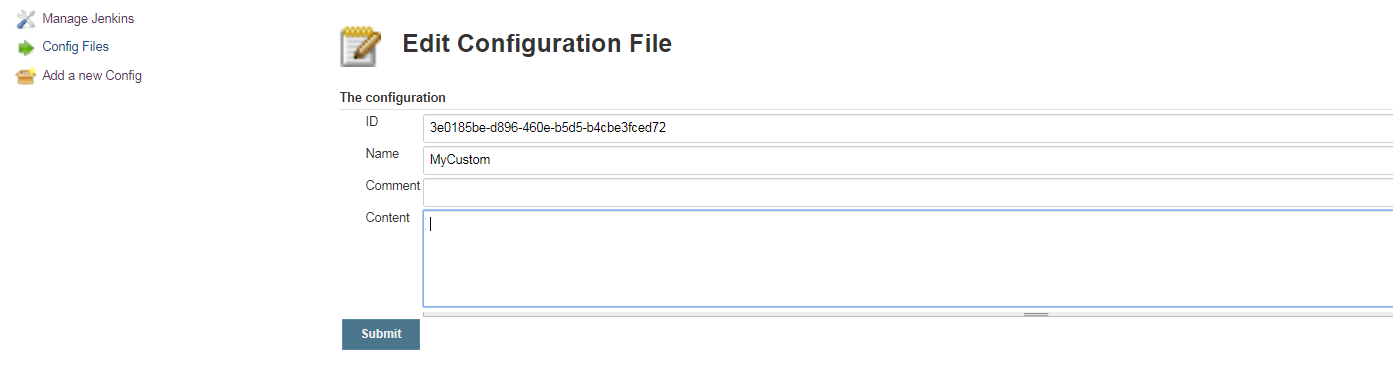 Manage Jenkins
Config Files
Add a new Config
Edit Configuration File
The configuration
ID 3e0185be-d896-460e-b5d5-b4cbe3fced72
Name MyCustom
Comment
Content
Submit